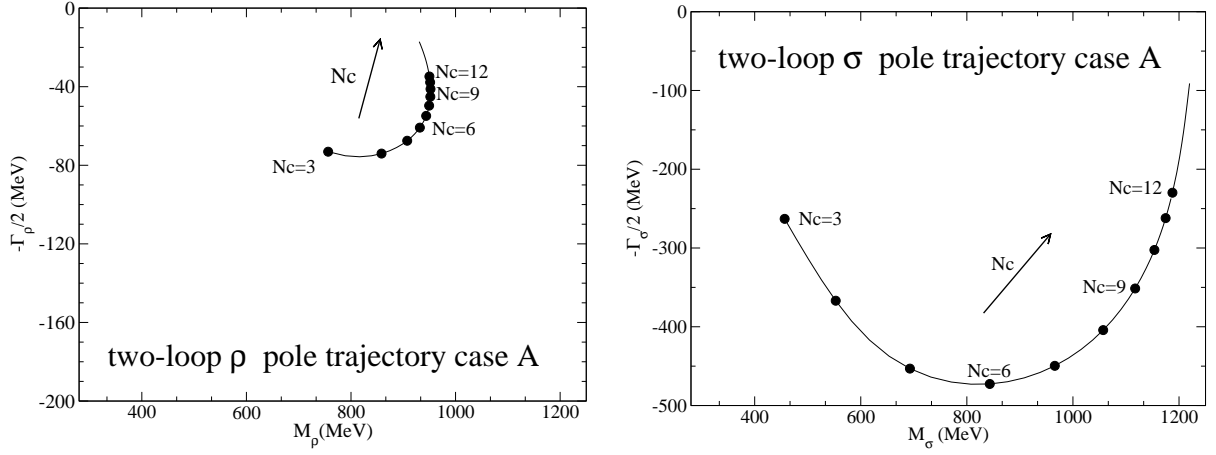 0
-40
-80
-120
-160
-200
-Γρ/2 (MeV)
Nc
Nc=12
Nc=9
Nc=6
Nc=3
two-loop ρ pole trajectory case A
400 600 800 1000 1200
Mρ(MeV)
0
-100
-200
-300
-400
-500
-Γσ/2 (MeV)
two-loop σ pole trajectory case A
Nc=12
Nc=3
Nc
Nc=9
Nc=6
400 600 800 1000 1200
Mσ (MeV)